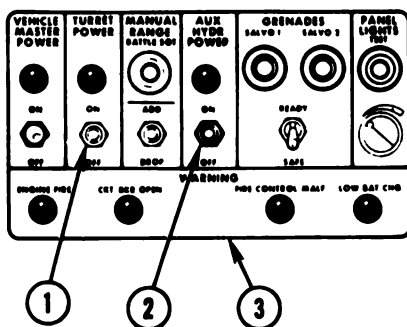 VEHICLE MASTER POWER
TURRET POWER
MANUAL RANGE
BATTLE SGT
AUX HYDR POWER
GRENADES
SALVO 1 SALVO 2
PANEL LIGHTS
TEST
ON
ON
ADD
ON
READY
OFF
OFF
DROP
OFF
SAFE
WARNING
ENGINE FIRE
CKT BKR OPEN
FIRE CONTROL MALF
LOW BAT CHG
1
2
3